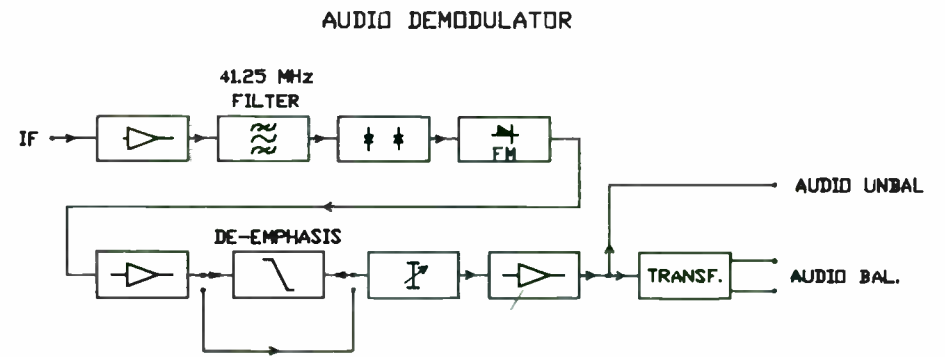 AUDIO DEMODULATOR
41.25 MHz
FILTER
IF
FM
AUDIO UNBAL
DE-EMPHASIS
TRANSF.
AUDIO BAL.